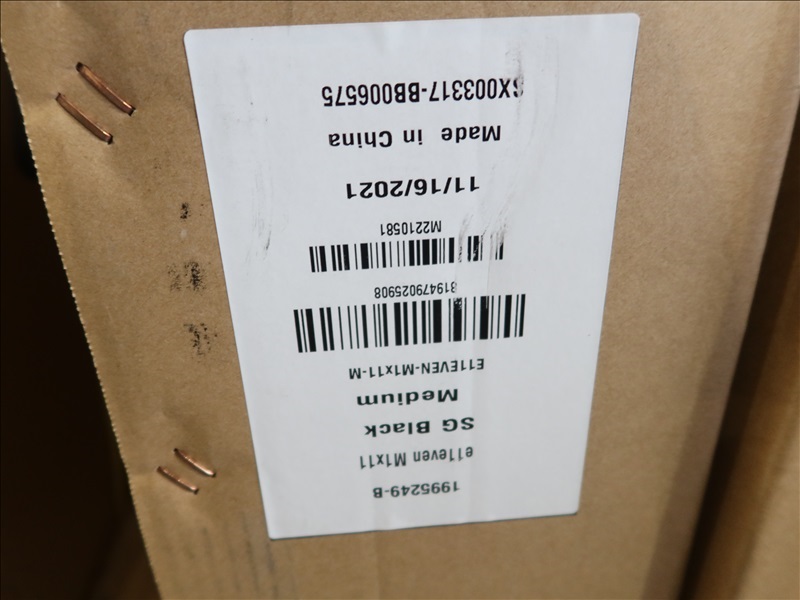 1995249-B
e11even M1x11
SG Black
Medium
E11EVEN-M1x11-M
819479025908
M2210581
11/16/2021
Made in China
SX003317-BB006575